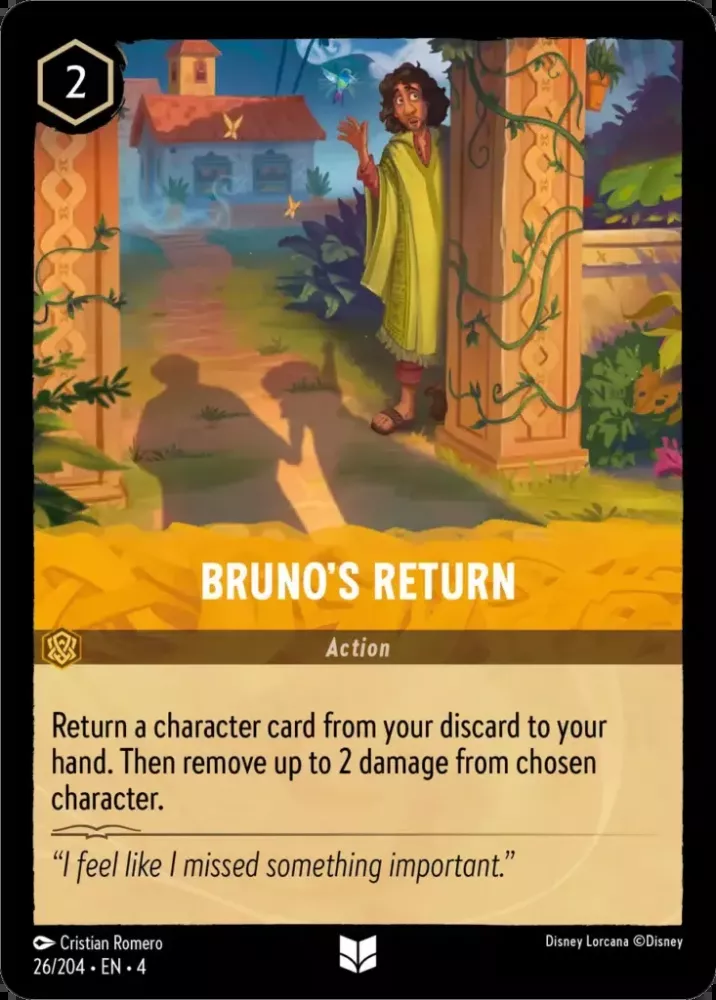 2
BRUNO'S RETURN
Action
Return a character card from your discard to your
hand. Then remove up to 2 damage from chosen
character.
“I feel like I missed something important.”
Cristian Romero
Disney Lorcana ©Disney
26/204 • EN • 4